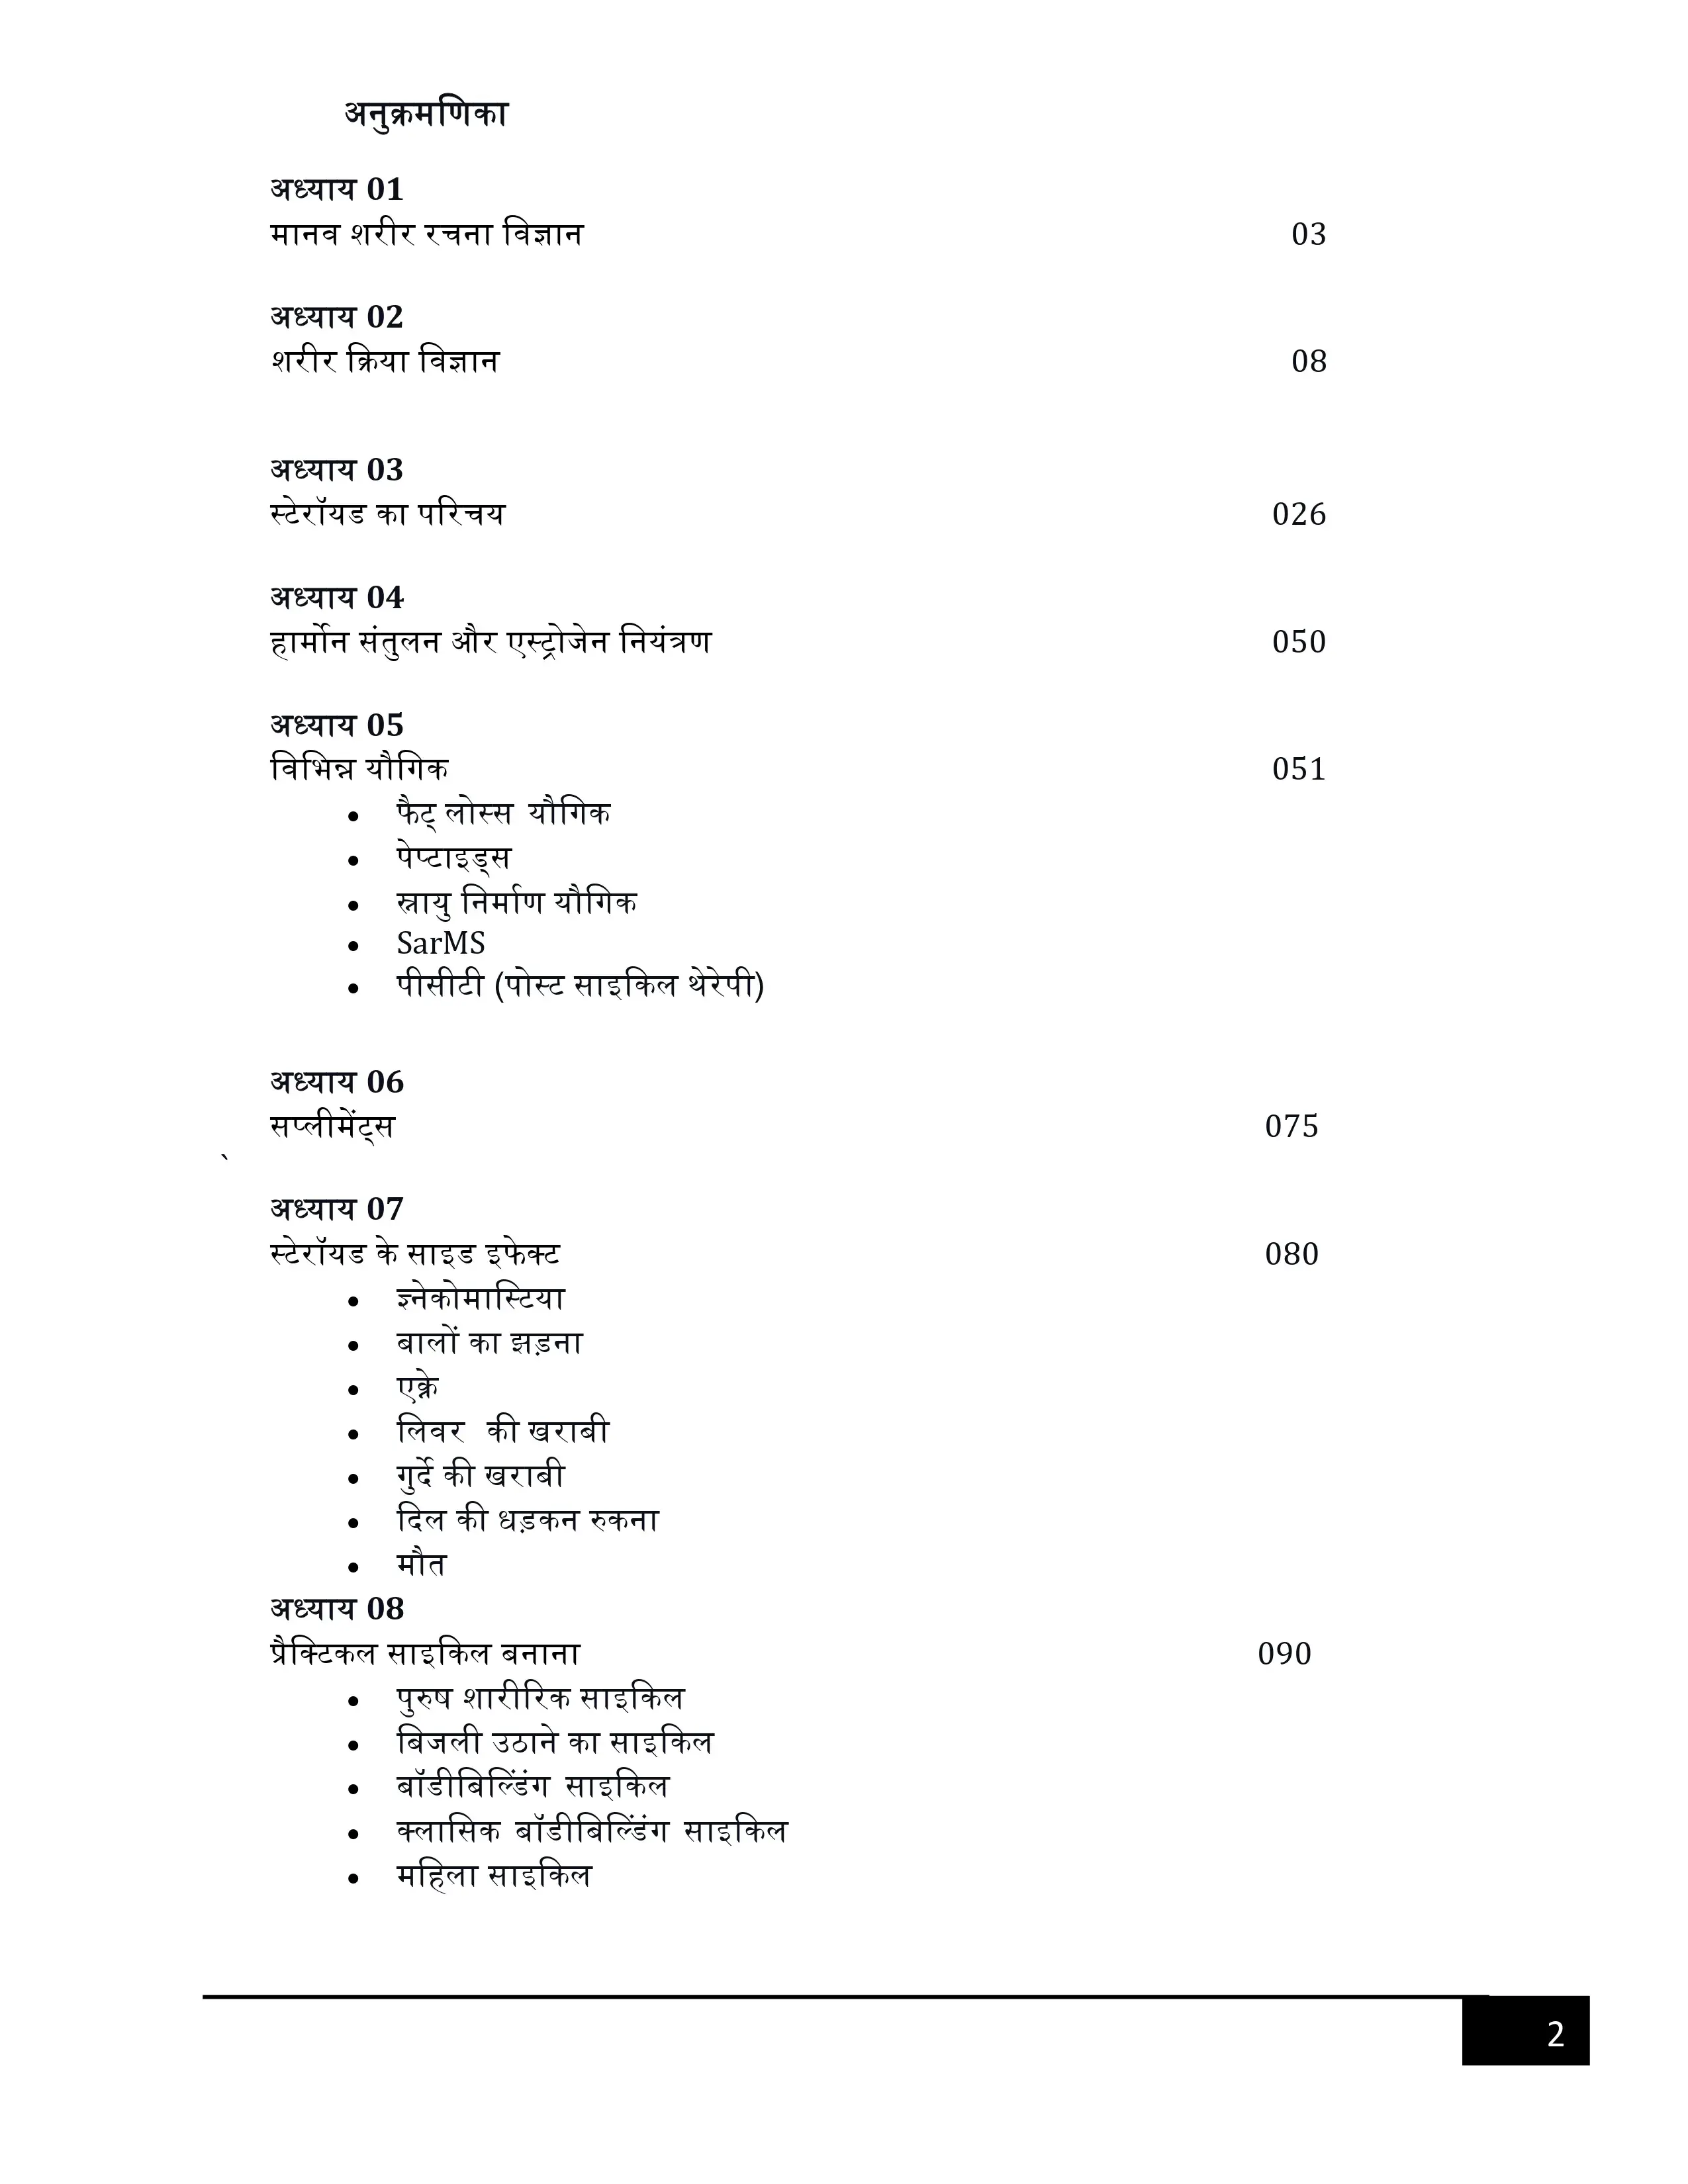 अनुक्रमणिका
अध्याय 01
मानव शरीर रचना विज्ञान 03
अध्याय 02
शरीर क्रिया विज्ञान 08
अध्याय 03
स्टेरॉयड का परिचय 026
अध्याय 04
हार्मोन संतुलन और एस्ट्रोजेन नियंत्रण 050
अध्याय 05
विभिन्न यौगिक 051
• फैट् लोस्स यौगिक
• पेप्टाइड्स
• स्नायु निर्माण यौगिक
• SarMS
• पीसीटी (पोस्ट साइकिल थेरेपी)
अध्याय 06
सप्लीमेंट्स 075
`
अध्याय 07
स्टेरॉयड के साइड इफेक्ट 080
• ज्नेकोमास्टिया
• बालों का झड़ना
• एक्ने
• लिवर की खराबी
• गुर्दे की खराबी
• दिल की धड़कन रुकना
• मौत
अध्याय 08
प्रैक्टिकल साइकिल बनाना 090
• पुरुष शारीरिक साइकिल
• बिजली उठाने का साइकिल
• बॉडीबिल्डिंग साइकिल
• क्लासिक बॉडीबिल्डिंग साइकिल
• महिला साइकिल
2